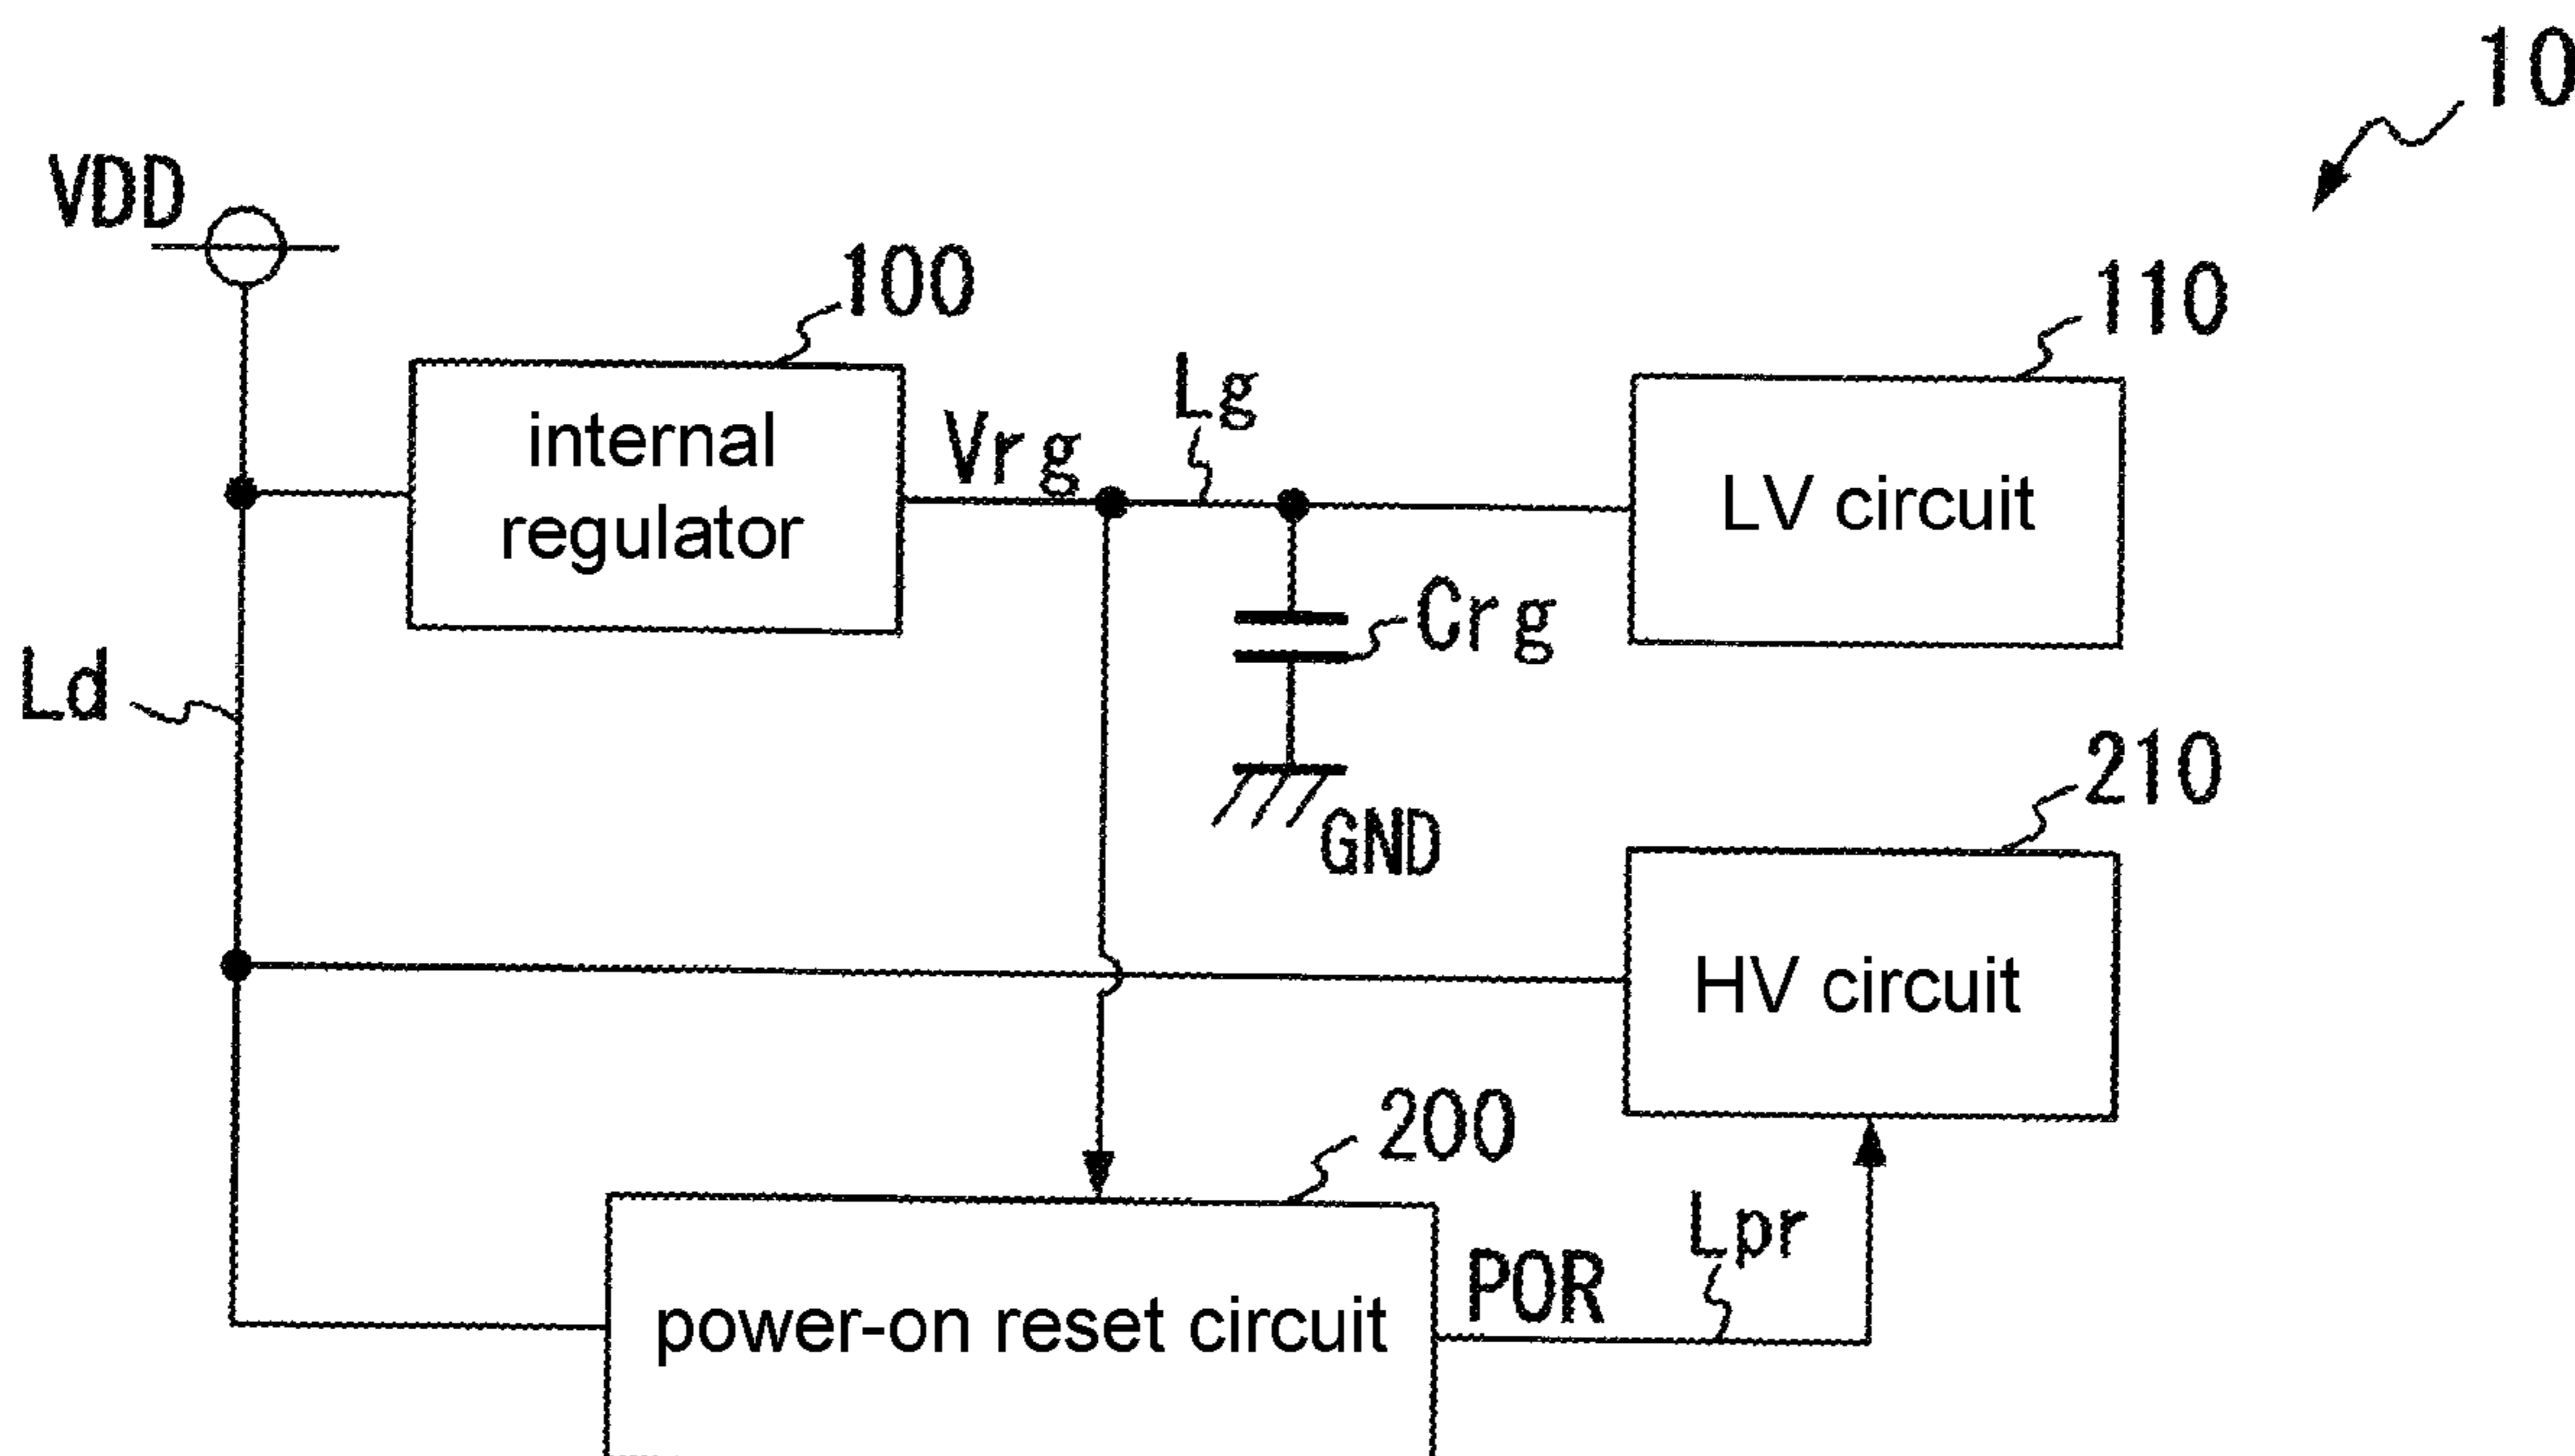 10
VDD
100
110
internal
regulator
Vrg
Lg
LV circuit
Crg
Ld
GND
210
HV circuit
200
Lpr
POR
power-on reset circuit